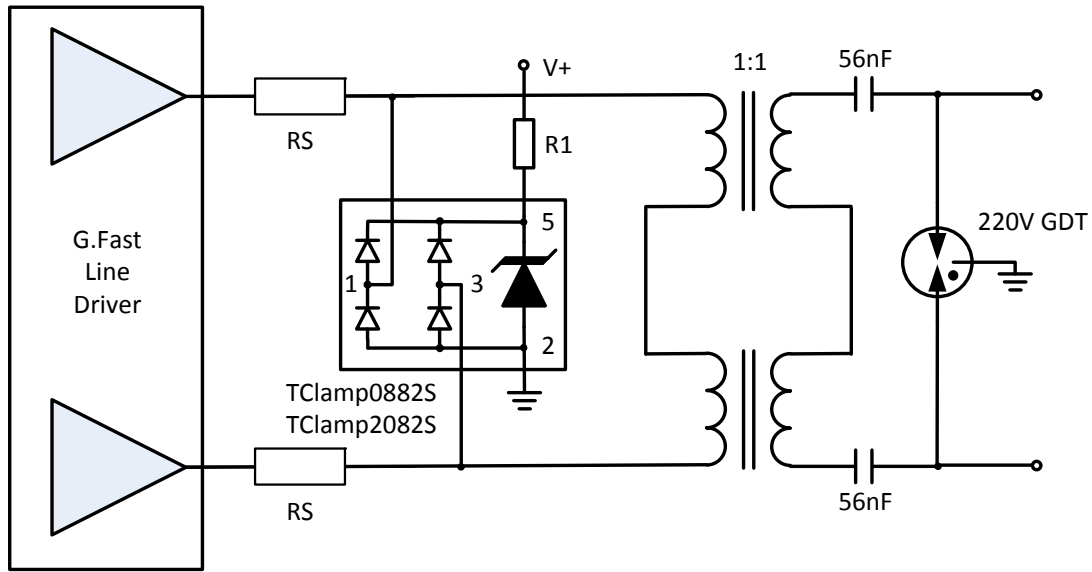 V+
1:1
56nF
RS
R1
G.Fast
Line
Driver
5
1
3
2
220V GDT
TClamp0882S
TClamp2082S
RS
56nF